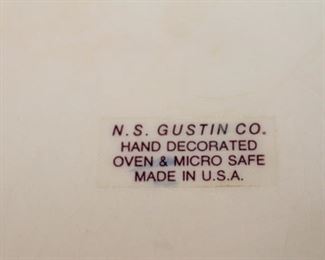 N. S. GUSTIN CO.
HAND DECORATED
OVEN & MICRO SAFE
MADE IN U.S.A.